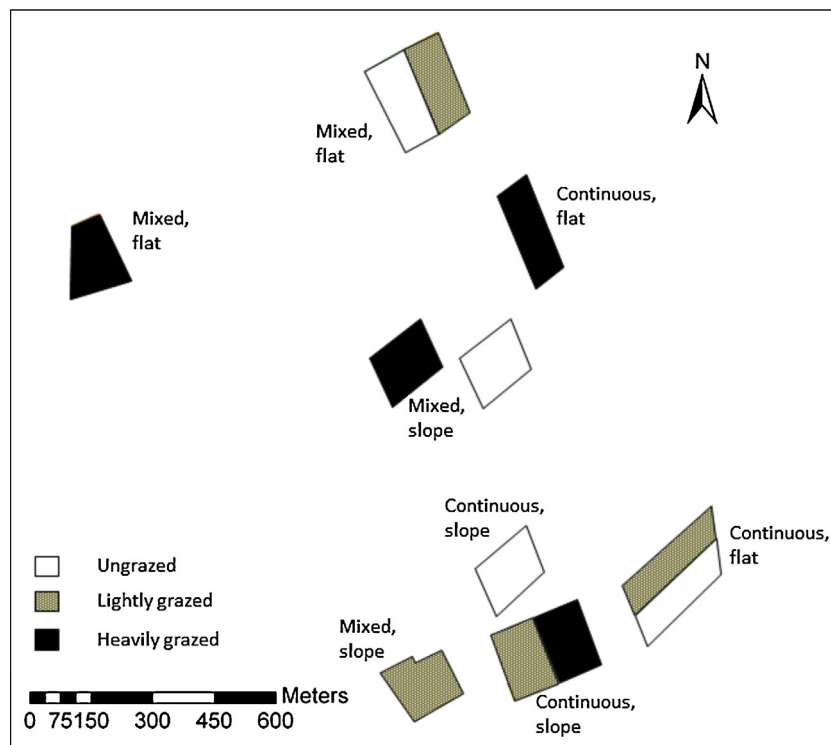 N
Mixed,
flat
Mixed,
flat
Continuous,
flat
Mixed,
slope
Continuous,
slope
Continuous,
flat
Ungrazed
Lightly grazed
Heavily grazed
Mixed,
slope
Continuous,
slope
Meters
0 75150 300 450 600